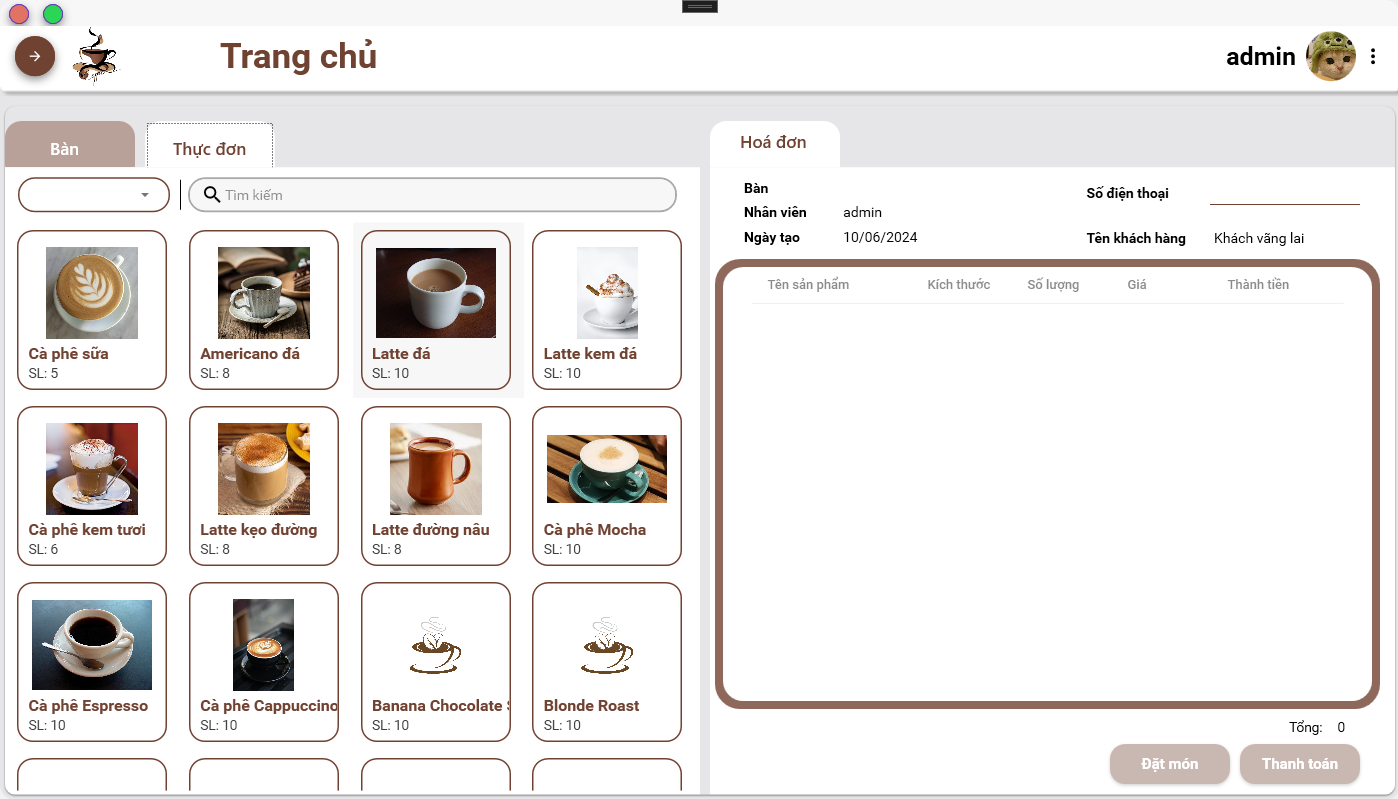 Trang chủ
admin
Bàn
Thực đơn
Tìm kiếm
Cà phê sữa
SL: 5
Americano đá
SL: 8
Latte đá
SL: 10
Latte kem đá
SL: 10
Cà phê kem tươi
SL: 6
Latte kẹo đường
SL: 8
Latte đường nâu
SL: 8
Cà phê Mocha
SL: 10
Cà phê Espresso
SL: 10
Cà phê Cappuccino
SL: 10
Banana Chocolate
SL: 10
Blonde Roast
SL: 10
Hoá đơn
Bàn
Nhân viên admin
Ngày tạo 10/06/2024
Số điện thoại
Tên khách hàng Khách vãng lai
Tên sản phẩm Kích thước Số lượng Giá Thành tiền
Tổng: 0
Đặt món
Thanh toán